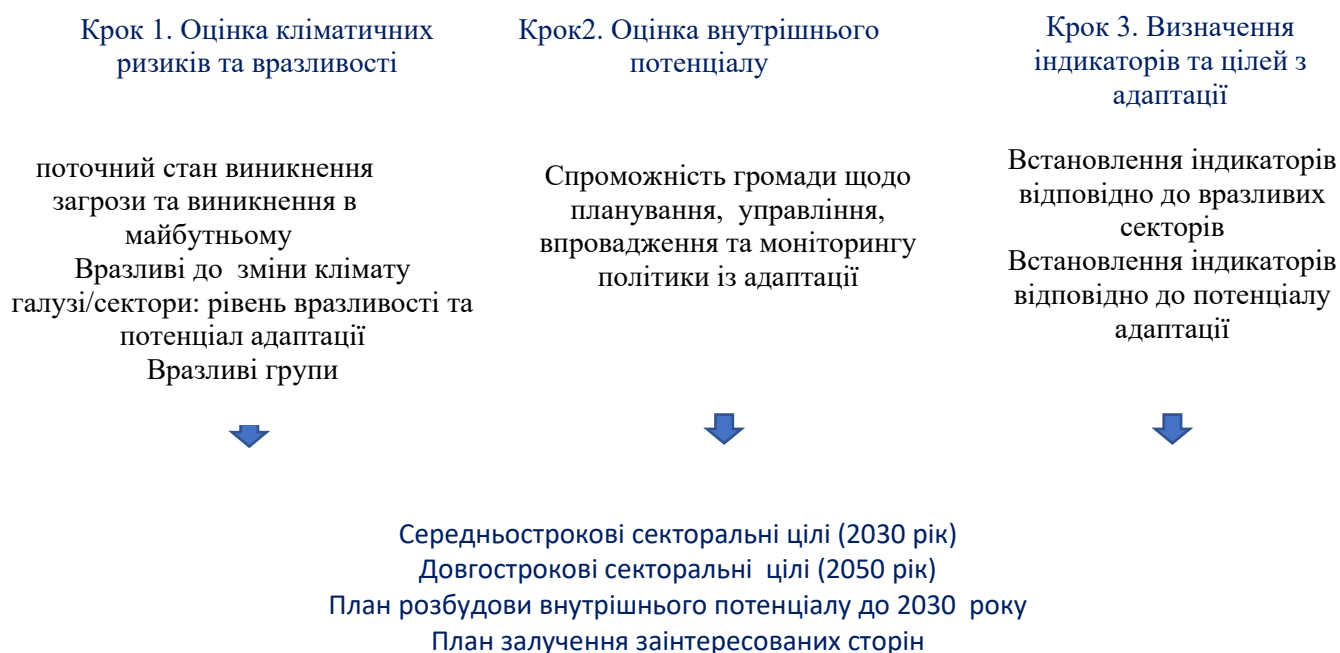 Крок 1. Оцінка кліматичних
ризиків та вразливості
поточний стан виникнення
загрози та виникнення в
майбутньому
Вразливі до зміни клімату
галузі/сектори: рівень вразливості та
потенціал адаптації
Вразливі групи
Крок2. Оцінка внутрішнього
потенціалу
Спроможність громади щодо
планування, управління,
впровадження та моніторингу
політики із адаптації
Крок 3. Визначення
індикаторів та цілей з
адаптації
Встановлення індикаторів
відповідно до вразливих
секторів
Встановлення індикаторів
відповідно до потенціалу
адаптації
Середньострокові секторальні цілі (2030 рік)
Довгострокові секторальні цілі (2050 рік)
План розбудови внутрішнього потенціалу до 2030 року
План залучення заінтересованих сторін